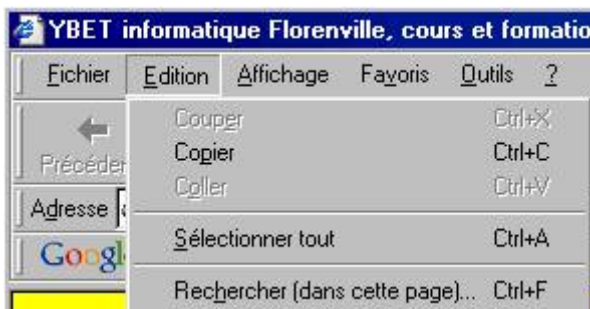 YBET informatique Florenville, cours et formatio
Fichier Edition Affichage Favoris Outils ?
Couper Ctrl+X
Précéder
Copier Ctrl+C
Coller Ctrl+V
Adresse
Sélectionner tout Ctrl+A
Googl
Rechercher (dans cette page)... Ctrl+F